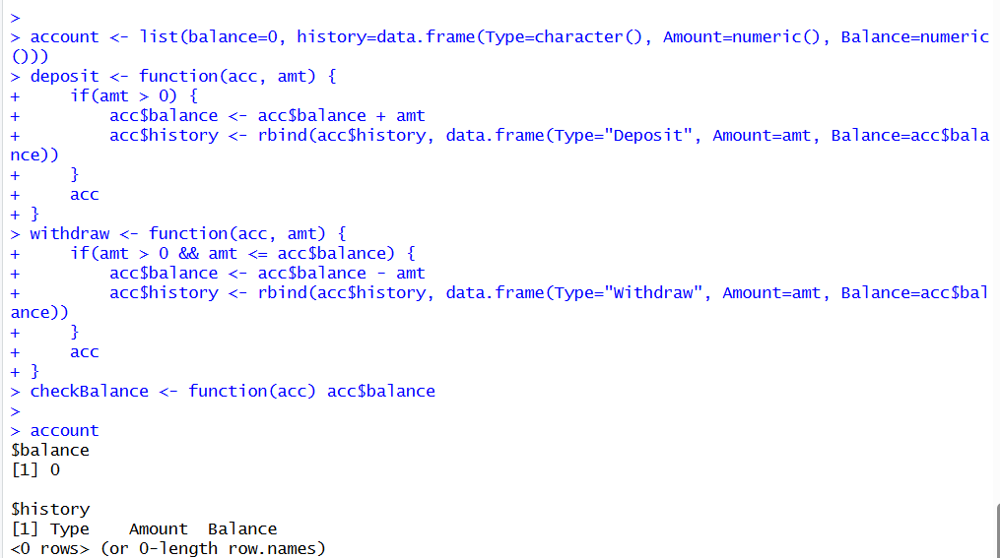 >
> account <- list(balance=0, history=data.frame(Type=character(), Amount=numeric(), Balance=numeric
()))
> deposit <- function(acc, amt) {
+     if(amt > 0) {
+         acc$balance <- acc$balance + amt
+         acc$history <- rbind(acc$history, data.frame(Type="Deposit", Amount=amt, Balance=acc$bala
nce))
+     }
+     acc
+ }
> withdraw <- function(acc, amt) {
+     if(amt > 0 && amt <= acc$balance) {
+         acc$balance <- acc$balance - amt
+         acc$history <- rbind(acc$history, data.frame(Type="Withdraw", Amount=amt, Balance=acc$bal
ance))
+     }
+     acc
+ }
> checkBalance <- function(acc) acc$balance
>
> account
$balance
[1] 0

$history
[1] Type    Amount  Balance
<0 rows> (or 0-length row.names)